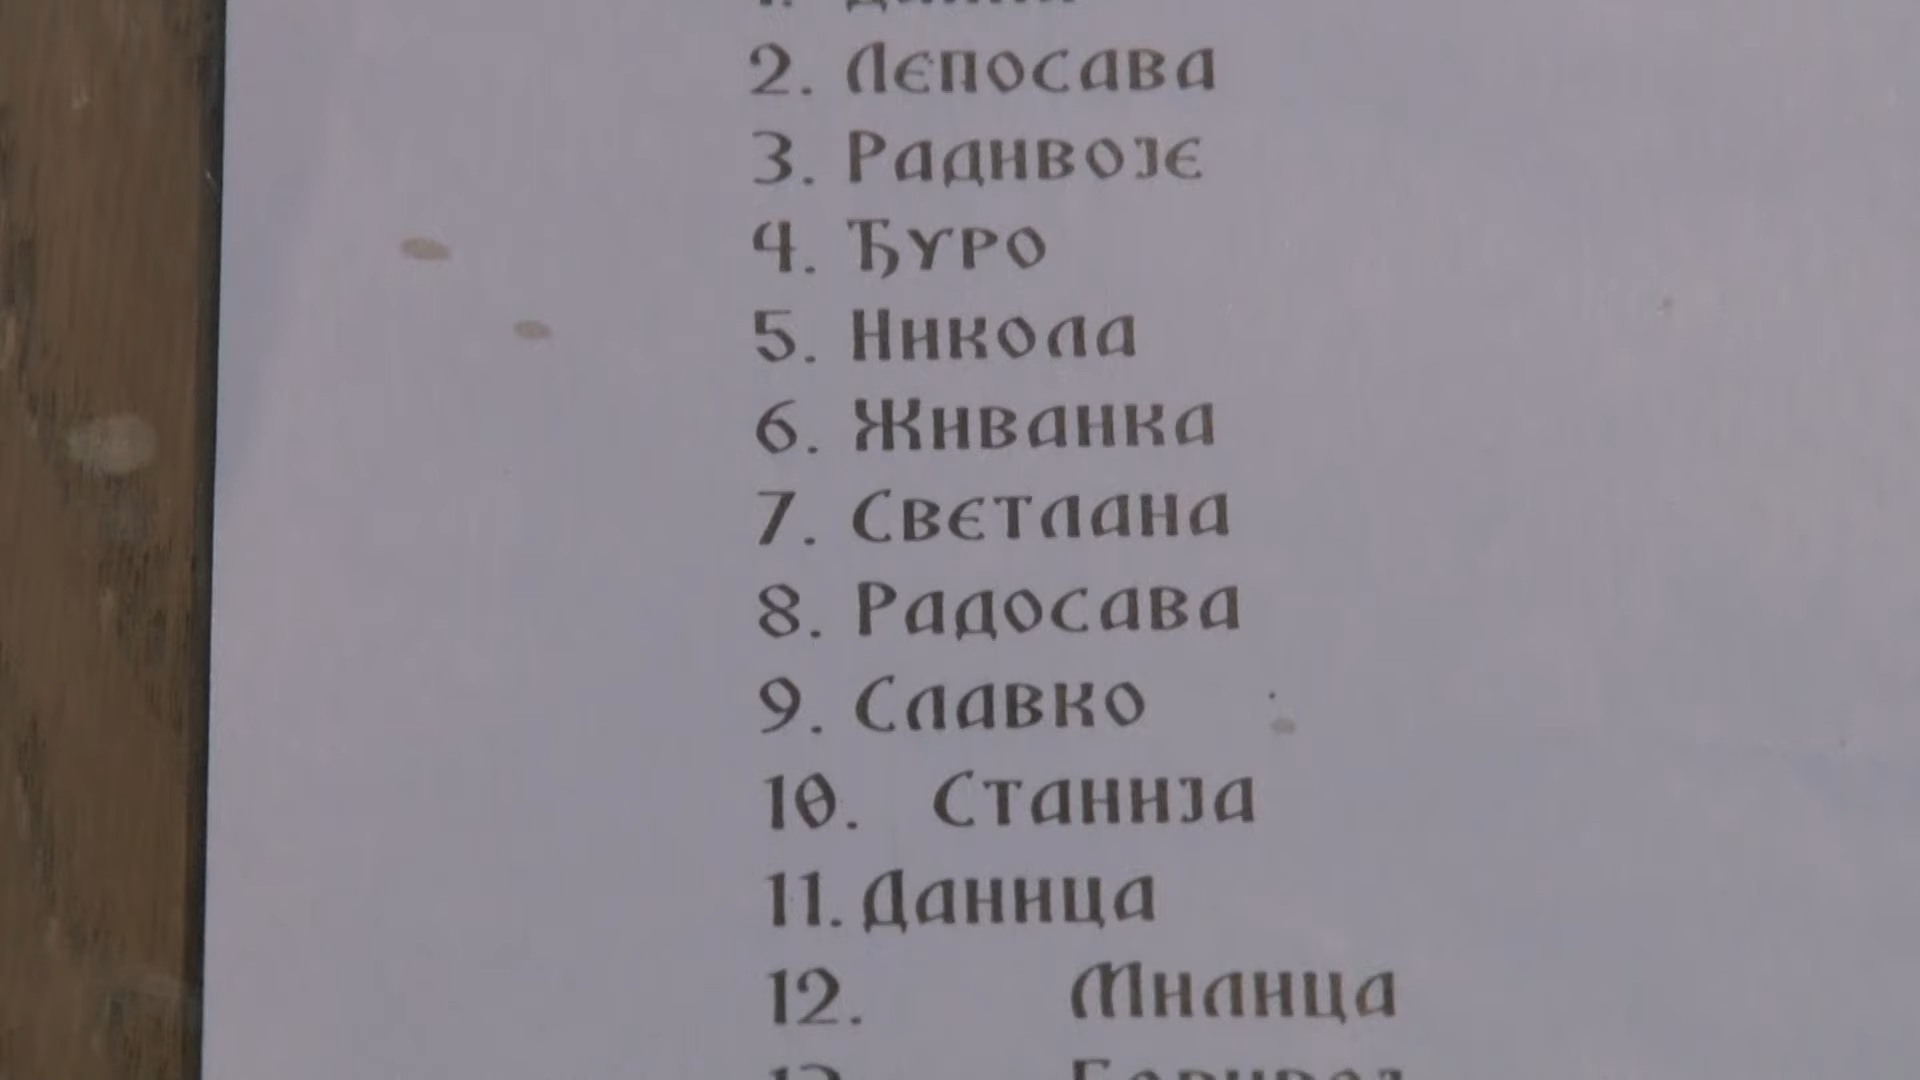 2. Лепосава
3. Радивоје
4. Ђуро
5. Никола
6. Живанка
7. Светлана
8. Радосава
9. Славко
10. Станија
11. Даница
12. Милица